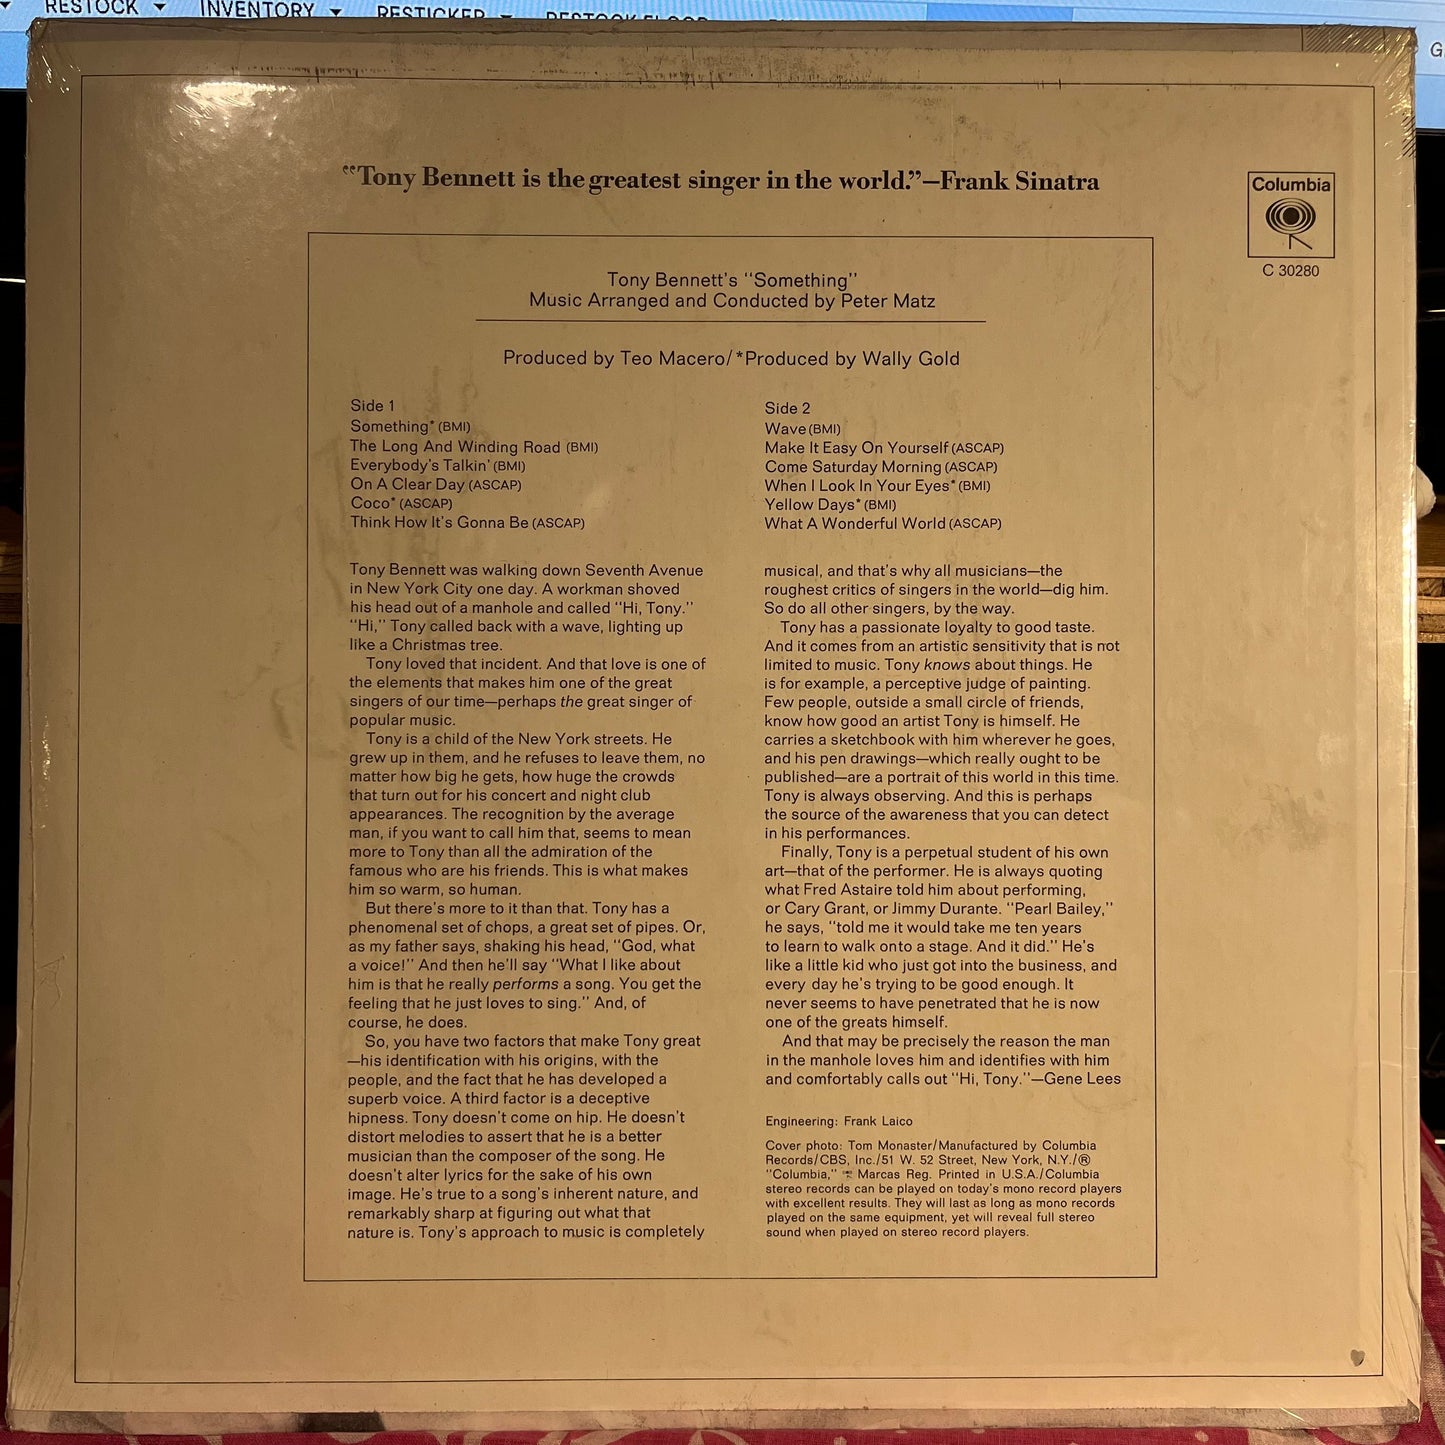 RESTOCK
INVENTORY
RESTICKER
RESTOCK FLOOR
"Tony Bennett is the greatest singer in the world."—Frank Sinatra
Columbia
C 30280
Tony Bennett's "Something"
Music Arranged and Conducted by Peter Matz
Produced by Teo Macero/*Produced by Wally Gold
Side 1
Something* (BMI)
The Long And Winding Road (BMI)
Everybody's Talkin' (BMI)
On A Clear Day (ASCAP)
Coco* (ASCAP)
Think How It's Gonna Be (ASCAP)
Side 2
Wave (BMI)
Make It Easy On Yourself (ASCAP)
Come Saturday Morning (ASCAP)
When I Look In Your Eyes* (BMI)
Yellow Days* (BMI)
What A Wonderful World (ASCAP)
Tony Bennett was walking down Seventh Avenue
in New York City one day. A workman shoved
his head out of a manhole and called "Hi, Tony."
"Hi," Tony called back with a wave, lighting up
like a Christmas tree.
Tony loved that incident. And that love is one of
the elements that makes him one of the great
singers of our time—perhaps the great singer of
popular music.
Tony is a child of the New York streets. He
grew up in them, and he refuses to leave them, no
matter how big he gets, how huge the crowds
that turn out for his concert and night club
appearances. The recognition by the average
man, if you want to call him that, seems to mean
more to Tony than all the admiration of the
famous who are his friends. This is what makes
him so warm, so human.
But there's more to it than that. Tony has a
phenomenal set of chops, a great set of pipes. Or,
as my father says, shaking his head, "God, what
a voice!" And then he'll say "What I like about
him is that he really performs a song. You get the
feeling that he just loves to sing." And, of
course, he does.
So, you have two factors that make Tony great
—his identification with his origins, with the
people, and the fact that he has developed a
superb voice. A third factor is a deceptive
hipness. Tony doesn't come on hip. He doesn't
distort melodies to assert that he is a better
musician than the composer of the song. He
doesn't alter lyrics for the sake of his own
image. He's true to a song's inherent nature, and
remarkably sharp at figuring out what that
nature is. Tony's approach to music is completely
musical, and that's why all musicians—the
roughest critics of singers in the world—dig him.
So do all other singers, by the way.
Tony has a passionate loyalty to good taste.
And it comes from an artistic sensitivity that is not
limited to music. Tony knows about things. He
is for example, a perceptive judge of painting.
Few people, outside a small circle of friends,
know how good an artist Tony is himself. He
carries a sketchbook with him wherever he goes,
and his pen drawings—which really ought to be
published—are a portrait of this world in this time.
Tony is always observing. And this is perhaps
the source of the awareness that you can detect
in his performances.
Finally, Tony is a perpetual student of his own
art—that of the performer. He is always quoting
what Fred Astaire told him about performing,
or Cary Grant, or Jimmy Durante. "Pearl Bailey,"
he says, "told me it would take me ten years
to learn to walk onto a stage. And it did." He's
like a little kid who just got into the business, and
every day he's trying to be good enough. It
never seems to have penetrated that he is now
one of the greats himself.
And that may be precisely the reason the man
in the manhole loves him and identifies with him
and comfortably calls out "Hi, Tony."—Gene Lees
Engineering: Frank Laico
Cover photo: Tom Monaster/Manufactured by Columbia
Records/CBS, Inc./51 W. 52 Street, New York, N.Y./®
"Columbia," Marcas Reg. Printed in U.S.A./Columbia
stereo records can be played on today's mono record players
with excellent results. They will last as long as mono records
played on the same equipment, yet will reveal full stereo
sound when played on stereo record players.